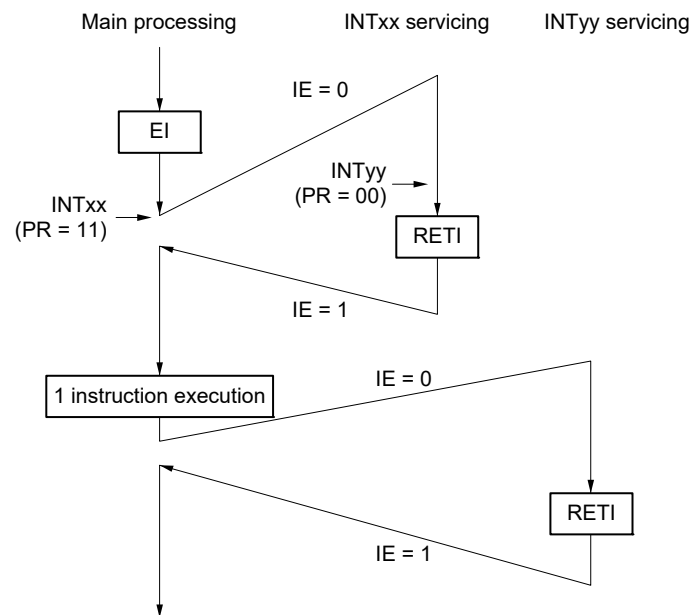 Main processing
INTxx servicing
INTyy servicing
IE = 0
EI
INTyy
(PR = 00)
INTxx
(PR = 11)
RETI
IE = 1
IE = 0
1 instruction execution
RETI
IE = 1